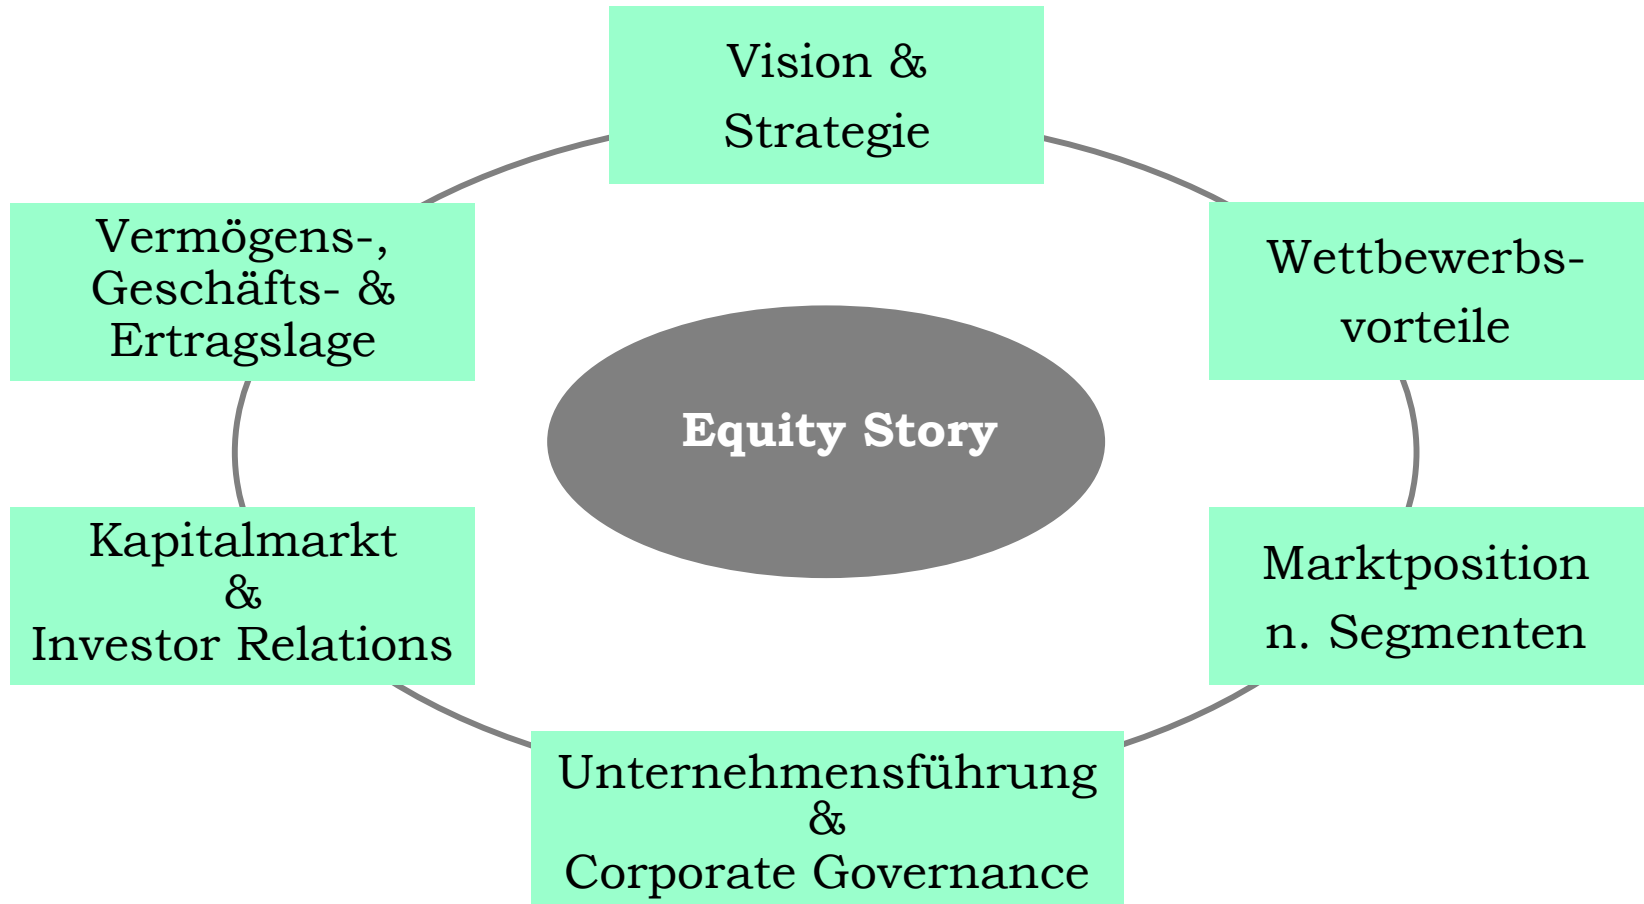 Vision &
Strategie
Vermögens-,
Geschäfts- &
Ertragslage
Wettbewerbs-
vorteile
Equity Story
Kapitalmarkt
&
Investor Relations
Marktposition
n. Segmenten
Unternehmensführung
&
Corporate Governance